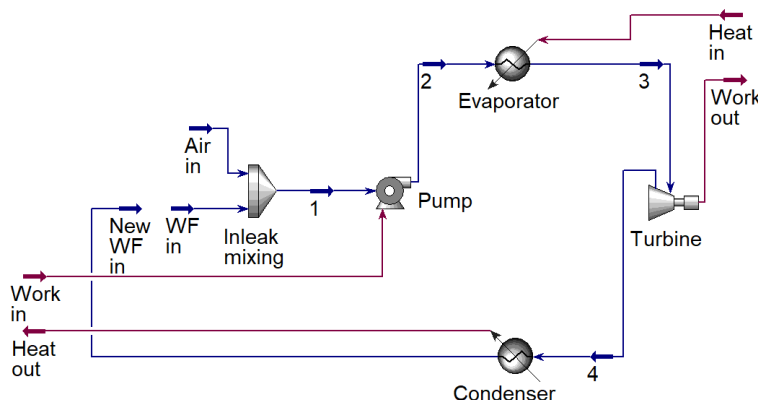 Heat
in
2
3
Evaporator
Work
out
Air
in
1
Pump
New
WF
in
WF
in
Inleak
mixing
Turbine
Work
in
Heat
out
4
Condenser